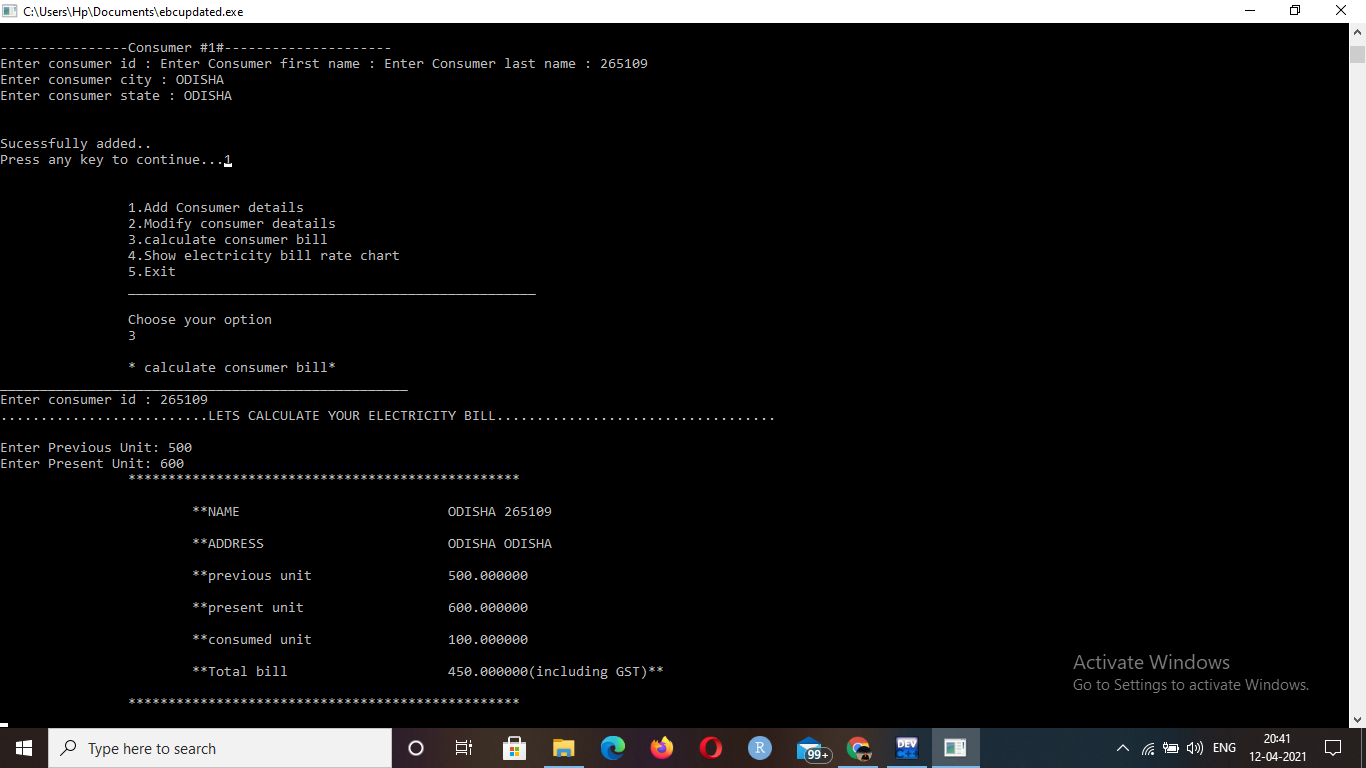 C:\Users\Hp\Documents\ebcupdated.exe
----------------Consumer #1#---------------------
Enter consumer id : Enter Consumer first name : Enter Consumer last name : 265109
Enter consumer city : ODISHA
Enter consumer state : ODISHA
Sucessfully added..
Press any key to continue...1
1.Add Consumer details
2.Modify consumer deatails
3.calculate consumer bill
4.Show electricity bill rate chart
5.Exit
___________________________________________________
Choose your option
3
* calculate consumer bill*
___________________________________________________
Enter consumer id : 265109
..........................LETS CALCULATE YOUR ELECTRICITY BILL...................................
Enter Previous Unit: 500
Enter Present Unit: 600
*************************************************
**NAME ODISHA 265109
**ADDRESS ODISHA ODISHA
**previous unit 500.000000
**present unit 600.000000
**consumed unit 100.000000
**Total bill 450.000000(including GST)**
*************************************************
Activate Windows
Go to Settings to activate Windows.
Type here to search
R
99+
DEV
C++
ENG
20:41
12-04-2021